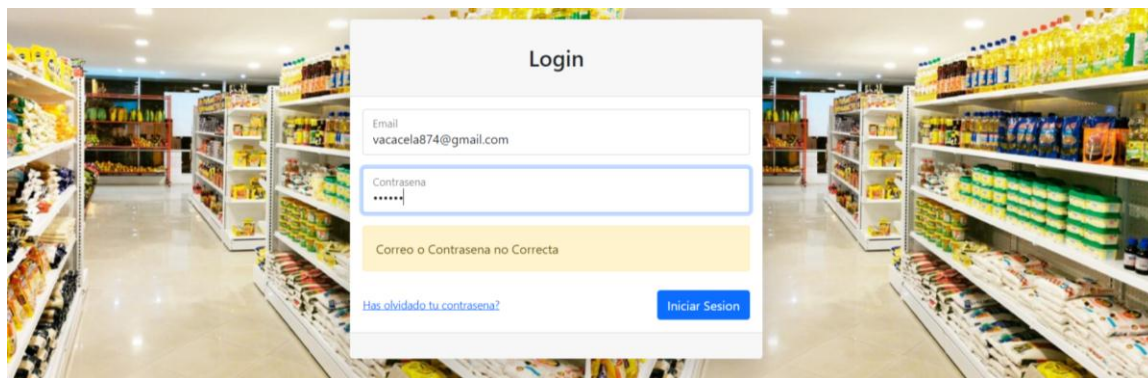 Login
Email
vacacela874@gmail.com
Contrasena
••••••
Correo o Contrasena no Correcta
Has olvidado tu contrasena?
Iniciar Sesion